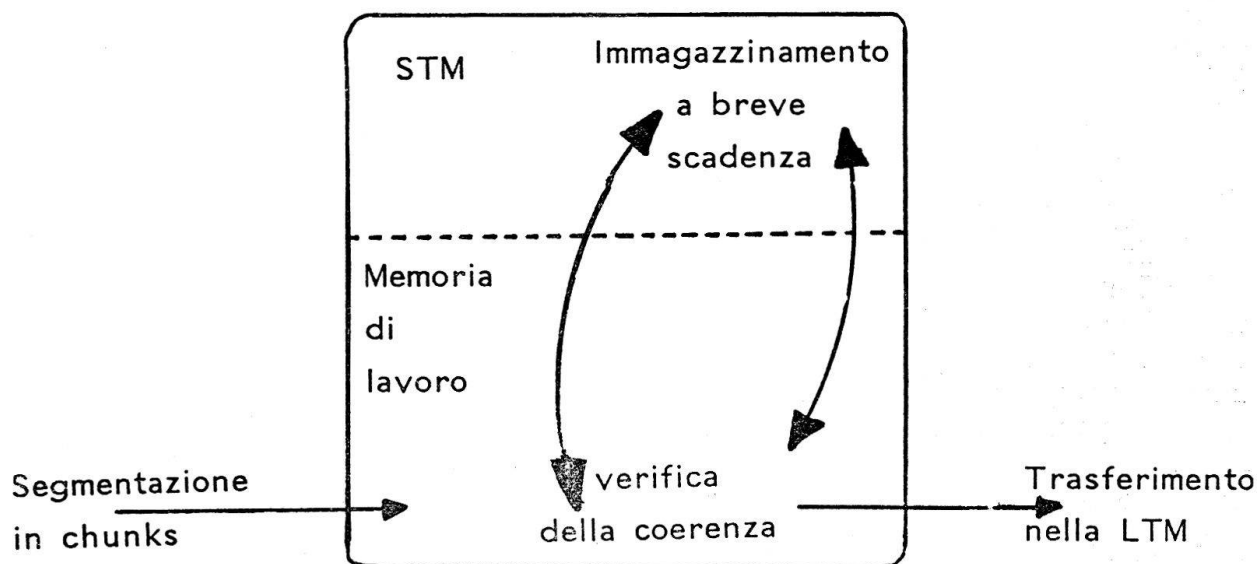 STM
Immagazzinamento
a breve
scadenza
Memoria
di
lavoro
Segmentazione
in chunks
verifica
della coerenza
Trasferimento
nella LTM